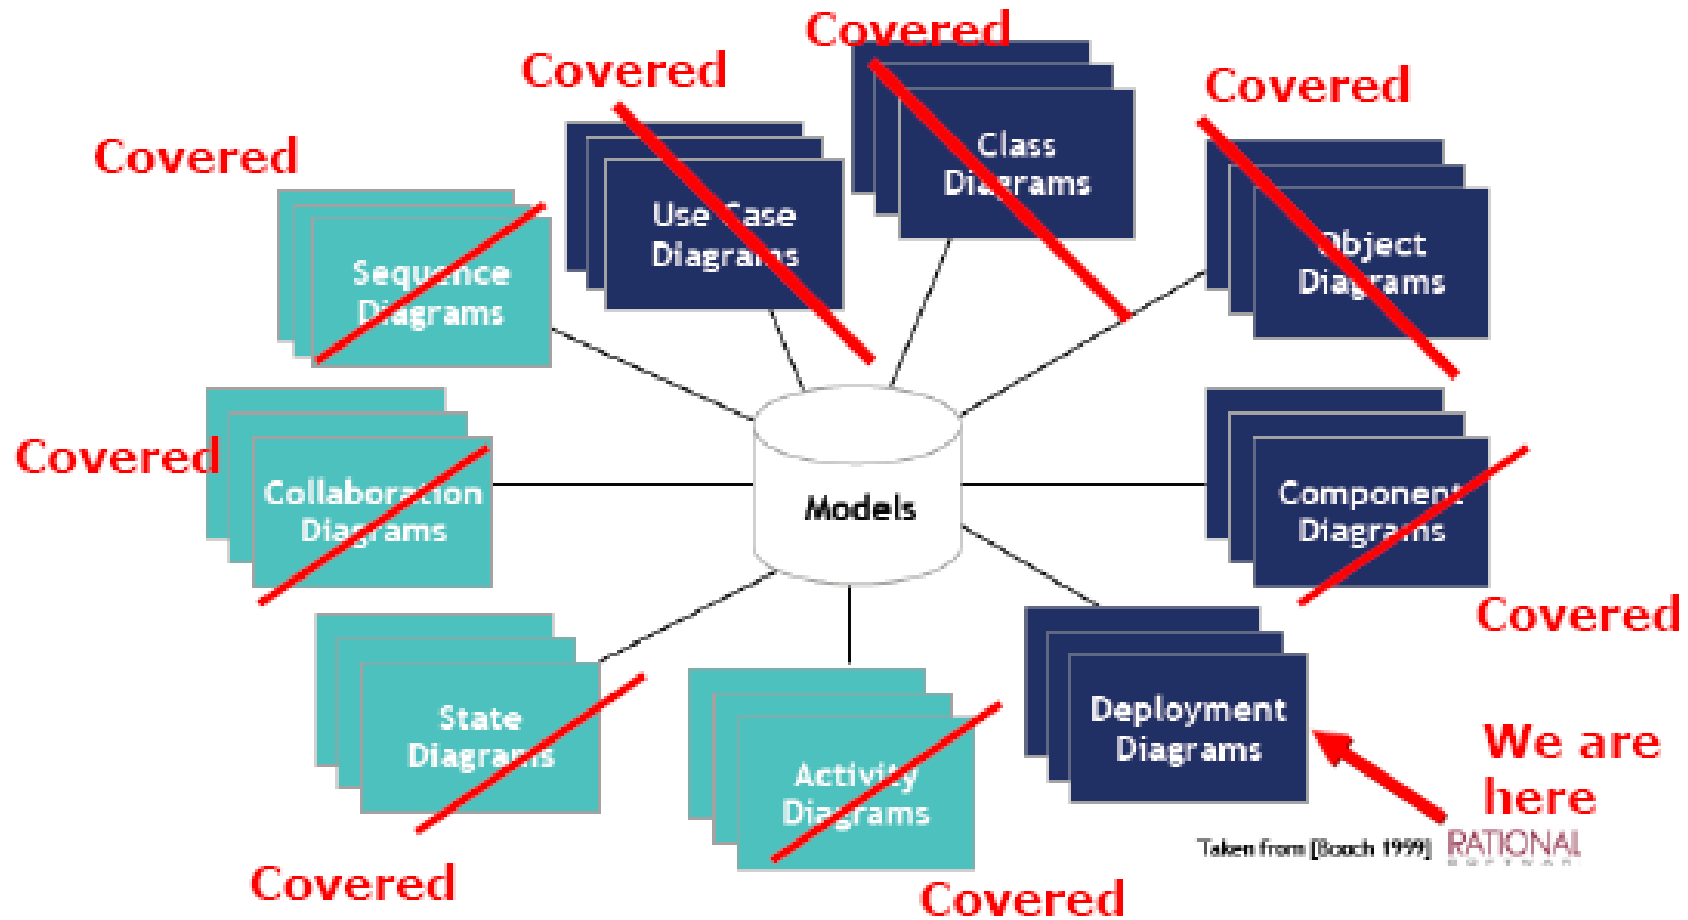 Covered
Covered
Covered
Covered
Class
Diagrams
Use Case
Diagrams
Object
Diagrams
Sequence
Diagrams
Covered
Collaboration
Diagrams
Models
Component
Diagrams
Covered
State
Diagrams
Deployment
Diagrams
Activity
Diagrams
We are
here
Taken from [Booch 1999]
RATIONAL
Covered
Covered